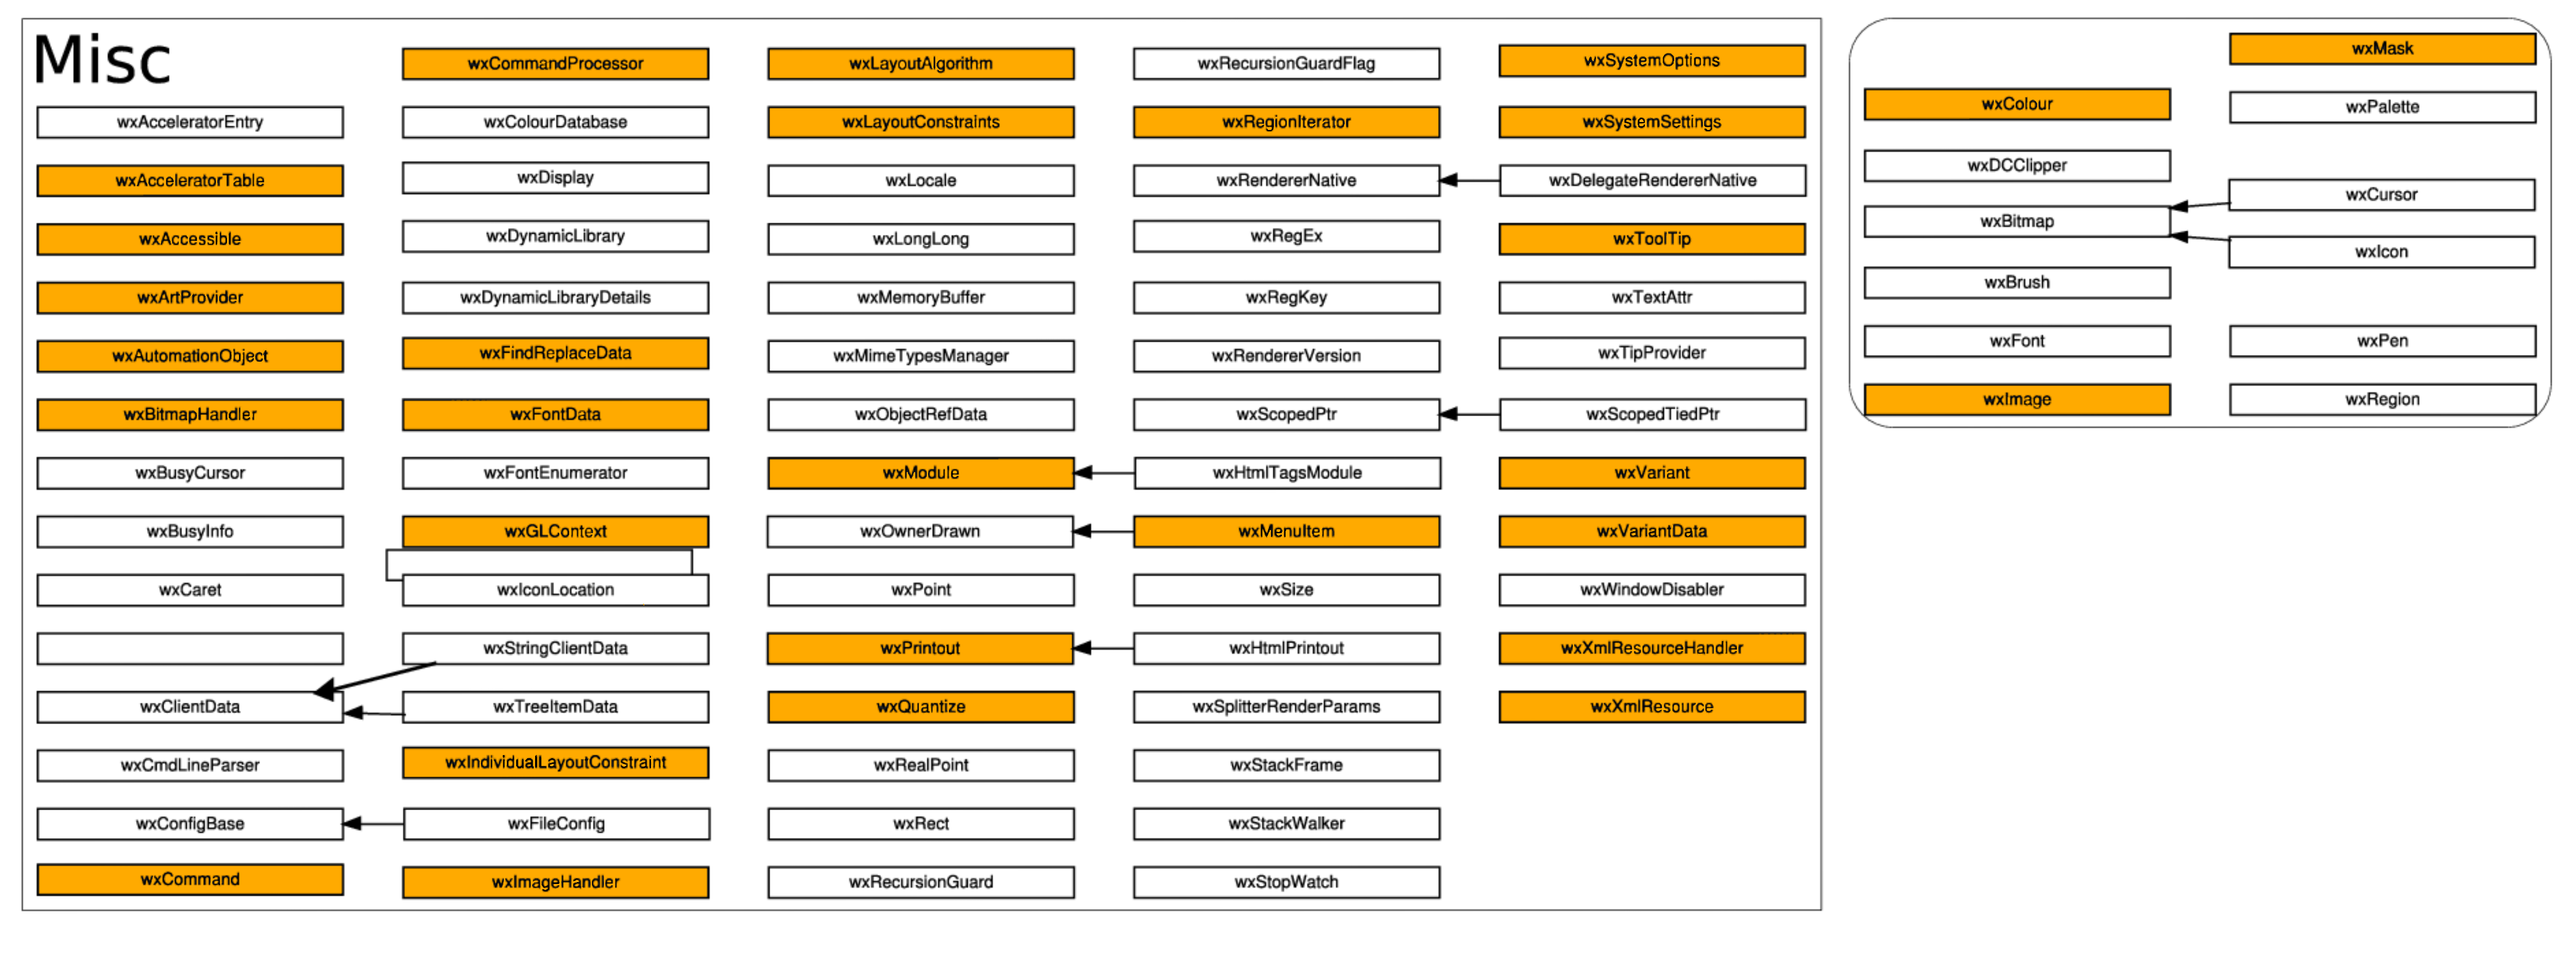 Misc
wxAcceleratorEntry
wxAcceleratorTable
wxAccessible
wxArtProvider
wxAutomationObject
wxBitmapHandler
wxBusyCursor
wxBusyInfo
wxCaret
wxClientData
wxCmdLineParser
wxConfigBase
wxCommand
wxCommandProcessor
wxColourDatabase
wxDisplay
wxDynamicLibrary
wxDynamicLibraryDetails
wxFindReplaceData
wxFontData
wxFontEnumerator
wxGLContext
wxIconLocation
wxStringClientData
wxTreeItemData
wxIndividualLayoutConstraint
wxFileConfig
wxImageHandler
wxLayoutAlgorithm
wxLayoutConstraints
wxLocale
wxLongLong
wxMemoryBuffer
wxMimeTypesManager
wxObjectRefData
wxModule
wxOwnerDrawn
wxPoint
wxPrintout
wxQuantize
wxRealPoint
wxRect
wxRecursionGuard
wxRecursionGuardFlag
wxRegionIterator
wxRendererNative
wxRegEx
wxRegKey
wxRendererVersion
wxScopedPtr
wxHtmlTagsModule
wxMenuItem
wxSize
wxHtmlPrintout
wxSplitterRenderParams
wxStackFrame
wxStackWalker
wxStopWatch
wxSystemOptions
wxSystemSettings
wxDelegateRendererNative
wxToolTip
wxTextAttr
wxTipProvider
wxScopedTiedPtr
wxVariant
wxVariantData
wxWindowDisabler
wxXmlResourceHandler
wxXmlResource
wxColour
wxDCClipper
wxBitmap
wxBrush
wxFont
wxImage
wxMask
wxPalette
wxCursor
wxIcon
wxPen
wxRegion